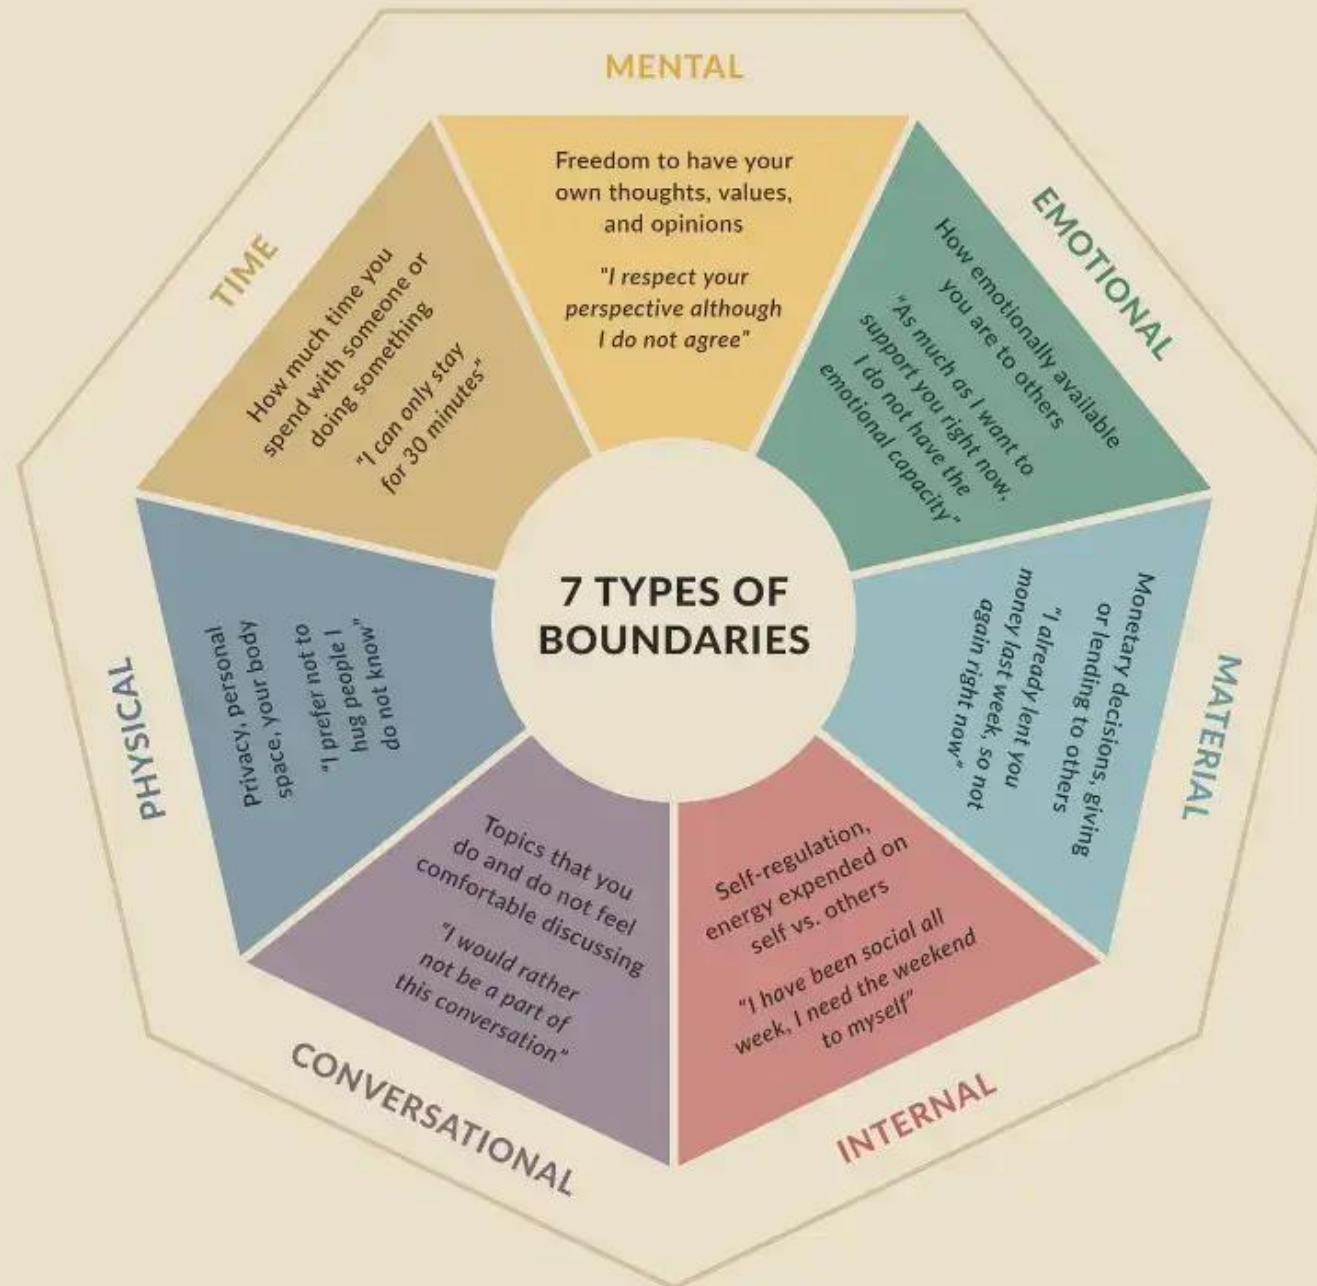 MENTAL
Freedom to have your
own thoughts, values,
and opinions
"I respect your
perspective although
I do not agree"
EMOTIONAL
How emotionally available
you are to others
"As much as I want to
support you right now,
I do not have the
emotional capacity"
MATERIAL
Monetary decisions, giving
or lending to others
"I already lent you
money last week, so not
again right now"
INTERNAL
Self-regulation,
energy expended on
self vs. others
"I have been social all
week, I need the weekend
to myself"
CONVERSATIONAL
Topics that you
do and do not feel
comfortable discussing
"I would rather
not be a part of
this conversation"
PHYSICAL
Privacy, personal
space, your body
"I prefer not to
hug people I
do not know"
TIME
How much time you
spend with someone or
doing something
"I can only stay
for 30 minutes"
7 TYPES OF
BOUNDARIES